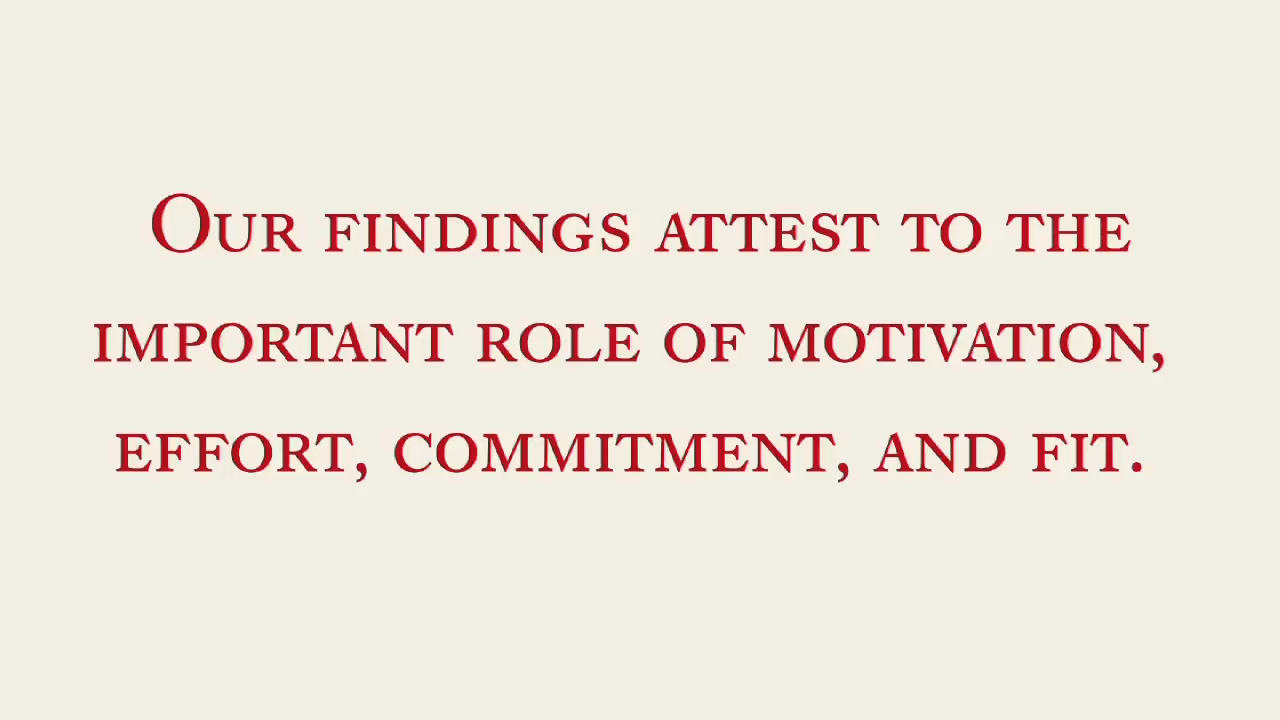 Our findings attest to the
important role of motivation,
effort, commitment, and fit.